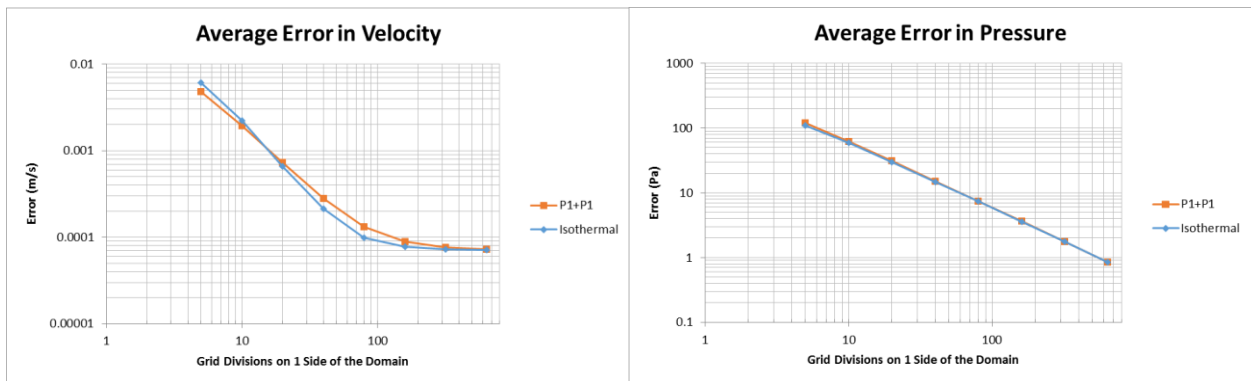 Average Error in Velocity
0.01
0.001
0.0001
0.00001
Error (m/s)
1
10
100
Grid Divisions on 1 Side of the Domain
P1+P1
Isothermal
Average Error in Pressure
1000
100
10
1
0.1
Error (Pa)
1
10
100
Grid Divisions on 1 Side of the Domain
P1+P1
Isothermal